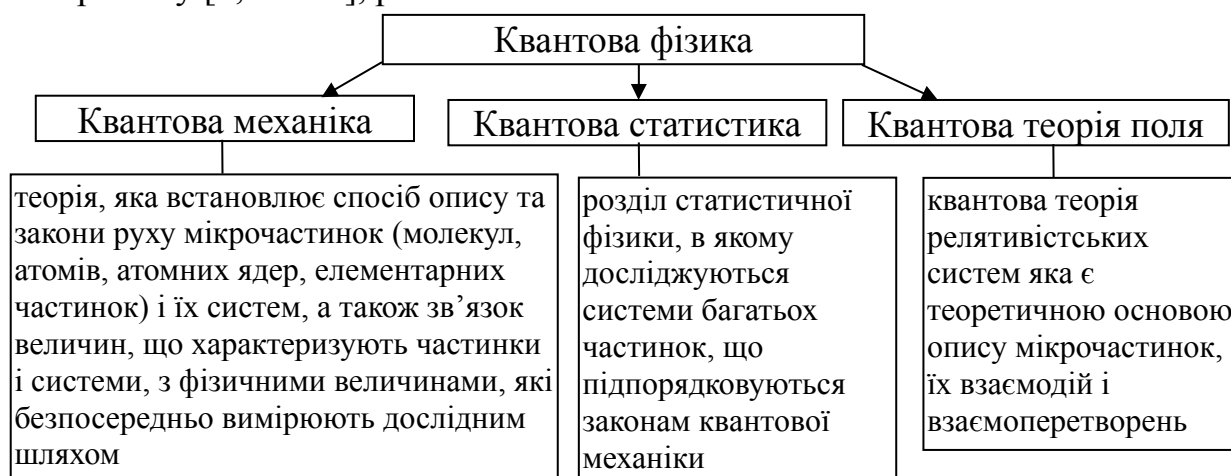 Квантова фізика
Квантова механіка
Квантова статистика
Квантова теорія поля
теорія, яка встановлює спосіб опису та
закони руху мікрочастинок (молекул,
атомів, атомних ядер, елементарних
частинок) і їх систем, а також зв’язок
величин, що характеризують частинки
і системи, з фізичними величинами, які
безпосередньо вимірюють дослідним
шляхом
розділ статистичної
фізики, в якому
досліджуються
системи багатьох
частинок, що
підпорядковуються
законам квантової
механіки
квантова теорія
релятивістських
систем яка є
теоретичною основою
опису мікрочастинок,
їх взаємодій і
взаємоперетворень